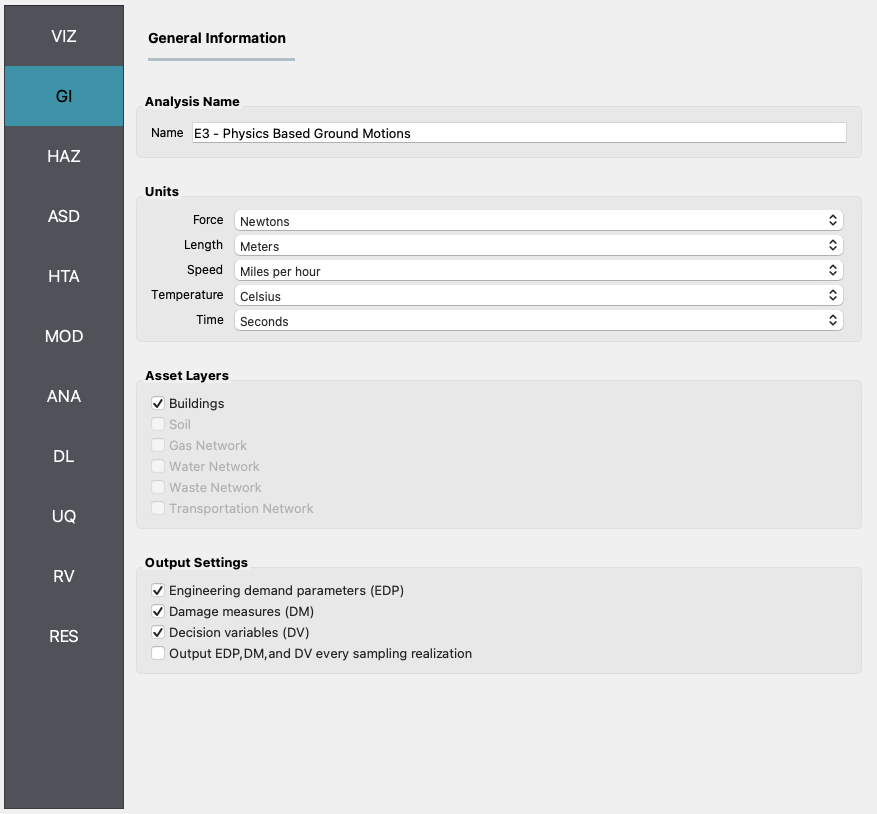 VIZ
GI
HAZ
ASD
HTA
MOD
ANA
DL
UQ
RV
RES
General Information
Analysis Name
Name E3 - Physics Based Ground Motions
Units
Force Newtons
Length Meters
Speed Miles per hour
Temperature Celsius
Time Seconds
Asset Layers
Buildings
Soil
Gas Network
Water Network
Waste Network
Transportation Network
Output Settings
Engineering demand parameters (EDP)
Damage measures (DM)
Decision variables (DV)
Output EDP,DM,and DV every sampling realization